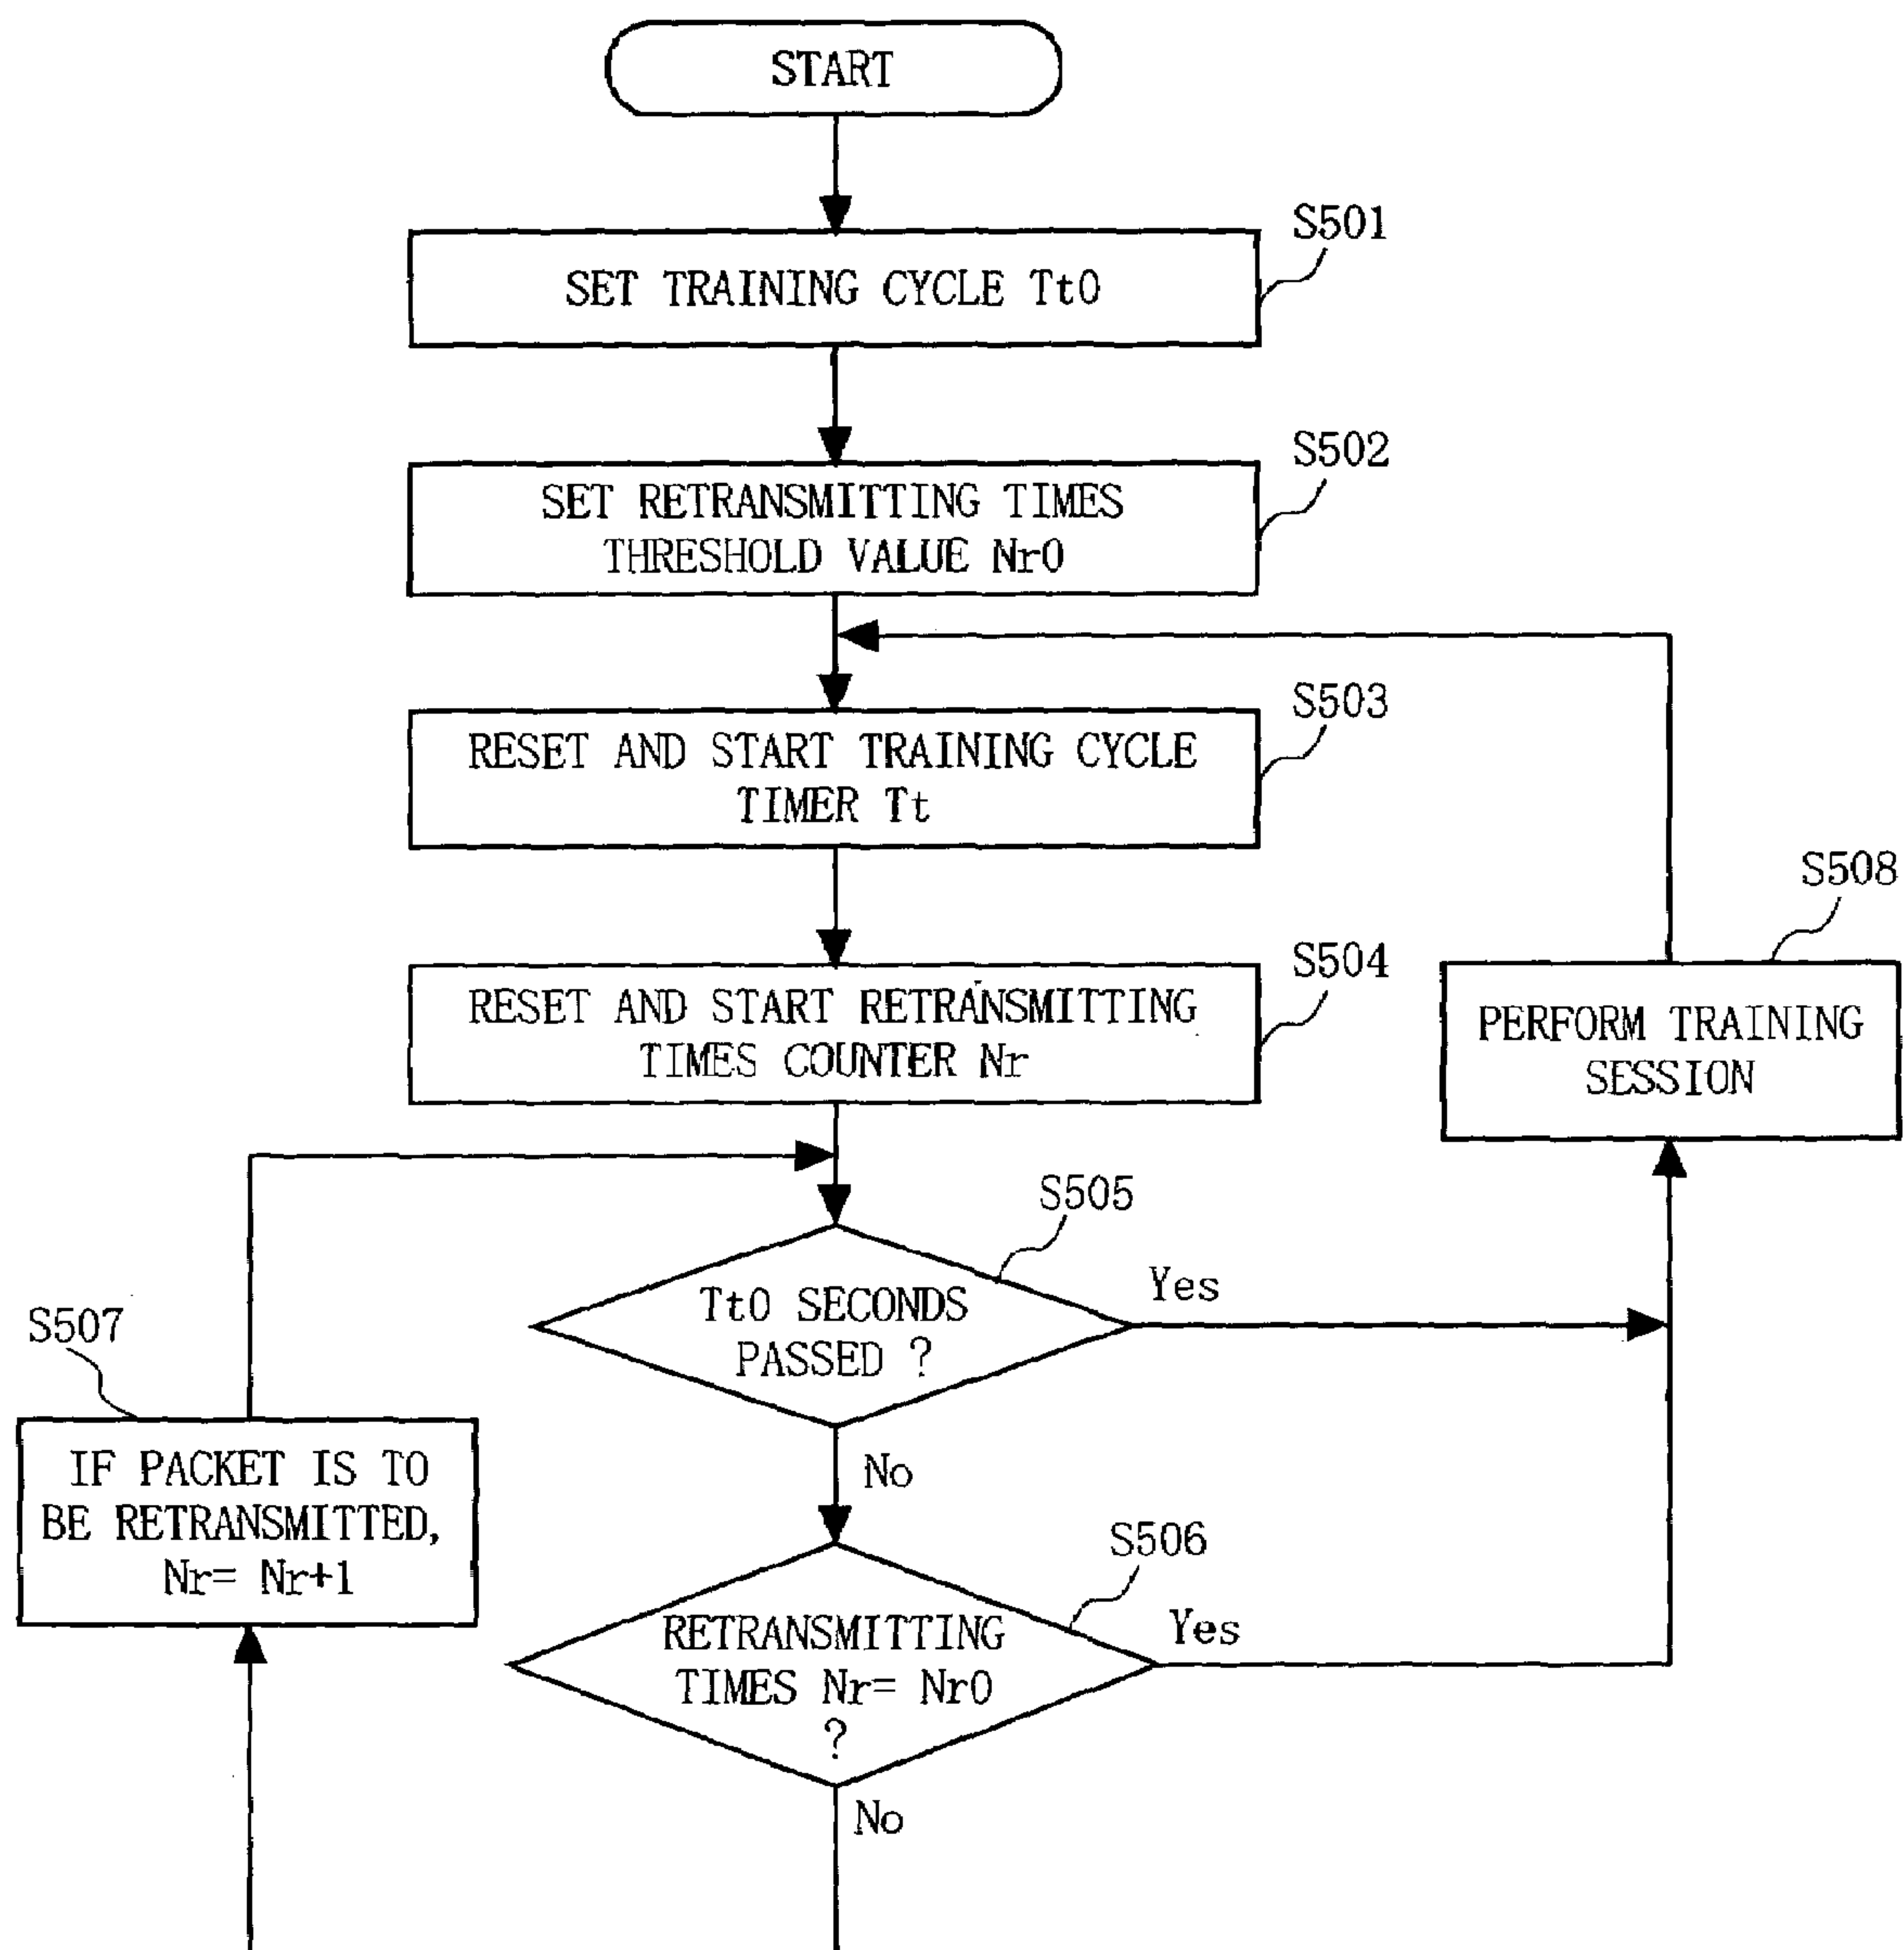 START
S501
SET TRAINING CYCLE Tt0
S502
SET RETRANSMITTING TIMES
THRESHOLD VALUE Nr0
S503
RESET AND START TRAINING CYCLE
TIMER Tt
S504
RESET AND START RETRANSMITTING
TIMES COUNTER Nr
S508
PERFORM TRAINING
SESSION
S505
Tt0 SECONDS
PASSED ?
Yes
No
S507
IF PACKET IS TO
BE RETRANSMITTED,
Nr= Nr+1
S506
RETRANSMITTING
TIMES Nr= Nr0
?
Yes
No